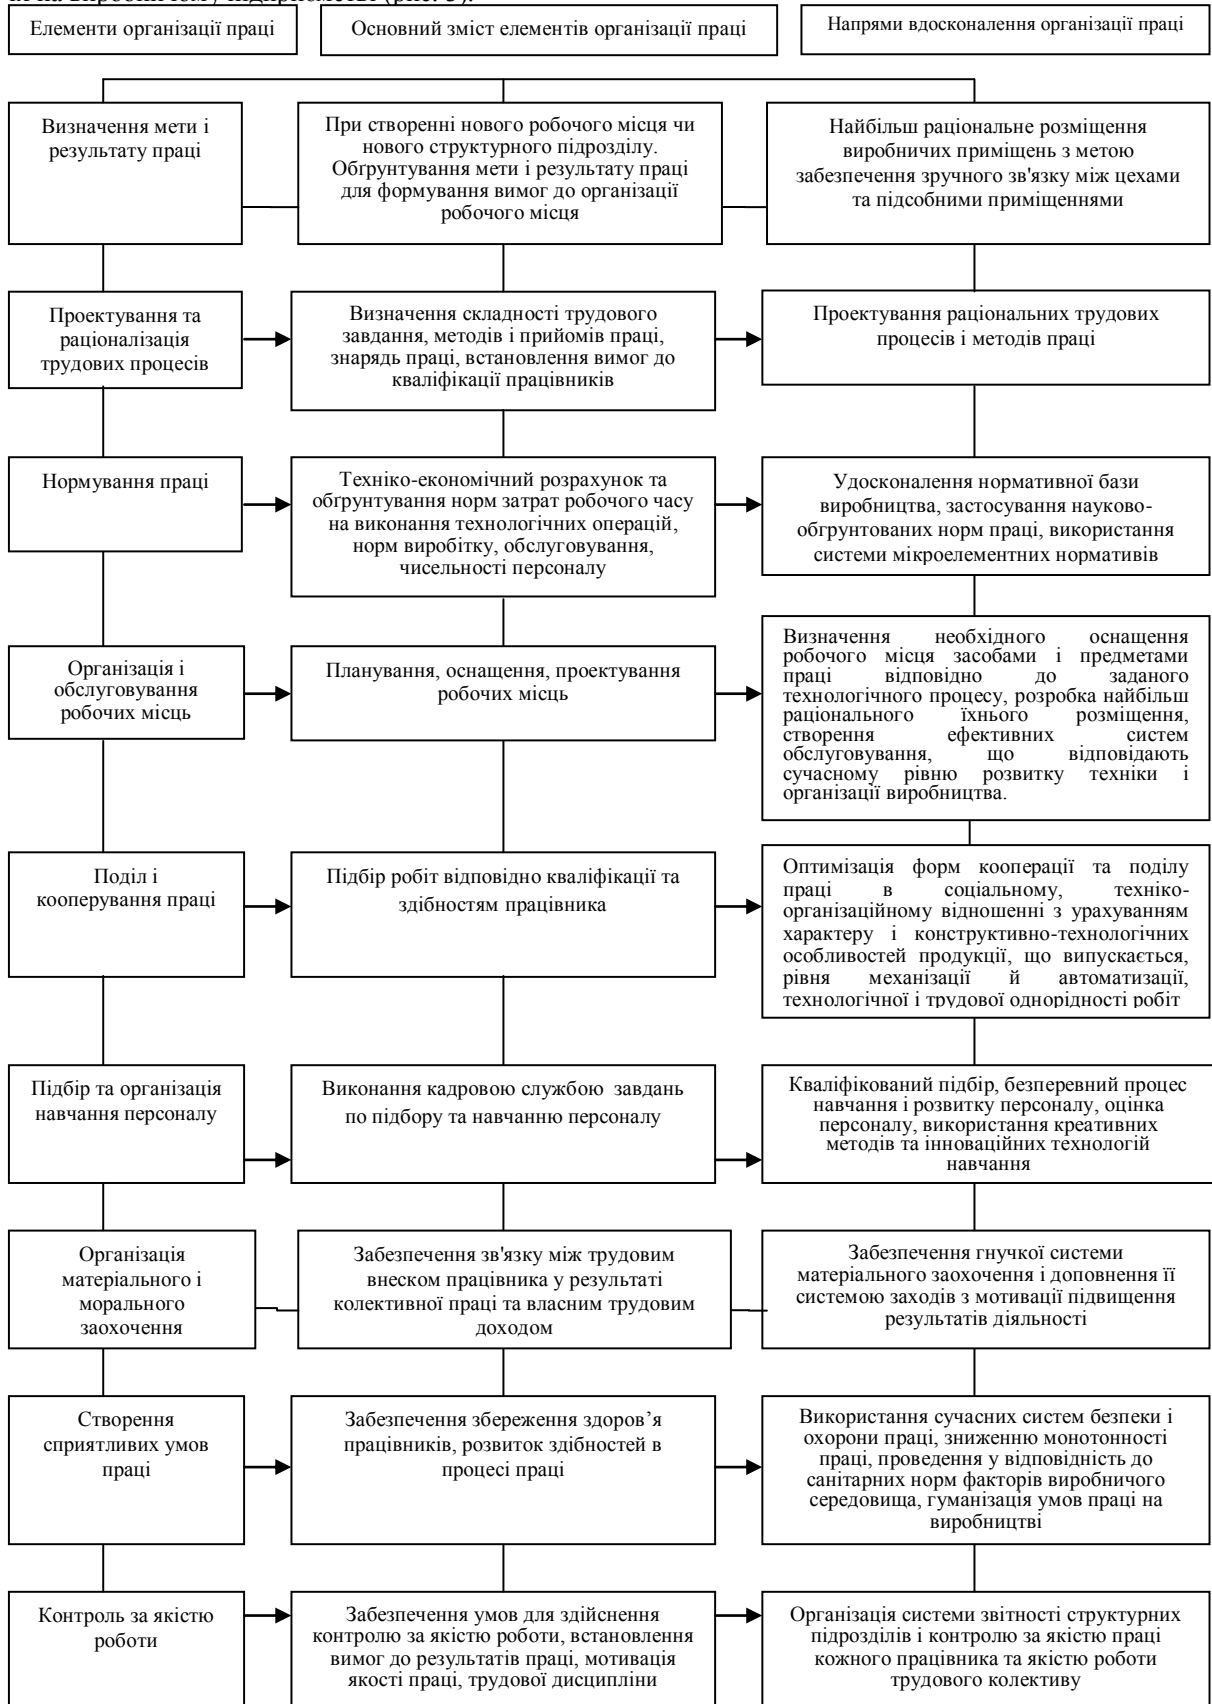 Елементи організації праці
Основний зміст елементів організації праці
Напрями вдосконалення організації праці
Визначення мети і
результату праці
При створенні нового робочого місця чи
нового структурного підрозділу.
Обґрунтування мети і результату праці
для формування вимог до організації
робочого місця
Найбільш раціональне розміщення
виробничих приміщень з метою
забезпечення зручного зв'язку між цехами
та підсобними приміщеннями
Проектування та
раціоналізація
трудових процесів
Визначення складності трудового
завдання, методів і прийомів праці,
знарядь праці, встановлення вимог до
кваліфікації працівників
Проектування раціональних трудових
процесів і методів праці
Нормування праці
Техніко-економічний розрахунок та
обґрунтування норм затрат робочого часу
на виконання технологічних операцій,
норм виробітку, обслуговування,
чисельності персоналу
Удосконалення нормативної бази
виробництва, застосування науково-
обгрунтованих норм праці, використання
системи мікроелементних нормативів
Організація і
обслуговування
робочих місць
Планування, оснащення, проектування
робочих місць
Визначення необхідного оснащення
робочого місця засобами і предметами
праці відповідно до заданого
технологічного процесу, розробка найбільш
раціонального їхнього розміщення,
створення ефективних систем
обслуговування, що відповідають
сучасному рівню розвитку техніки і
організації виробництва.
Поділ і
кооперування праці
Підбір робіт відповідно кваліфікації та
здібностям працівника
Оптимізація форм кооперації та поділу
праці в соціальному, техніко-
організаційному відношенні з урахуванням
характеру і конструктивно-технологічних
особливостей продукції, що випускається,
рівня механізації й автоматизації,
технологічної і трудової однорідності робіт
Підбір та організація
навчання персоналу
Виконання кадровою службою завдань
по підбору та навчанню персоналу
Кваліфікований підбір, безперевний процес
навчання і розвитку персоналу, оцінка
персоналу, використання креативних
методів та інноваційних технологій
навчання
Організація
матеріального і
морального
заохочення
Забезпечення зв'язку між трудовим
внеском працівника у результаті
колективної праці та власним трудовим
доходом
Забезпечення гнучкої системи
матеріального заохочення і доповнення її
системою заходів з мотивації підвищення
результатів діяльності
Створення
сприятливих умов
праці
Забезпечення збереження здоров’я
працівників, розвиток здібностей в
процесі праці
Використання сучасних систем безпеки і
охорони праці, зниженню монотонності
праці, проведення у відповідність до
санітарних норм факторів виробничого
середовища, гуманізація умов праці на
виробництві
Контроль за якістю
роботи
Забезпечення умов для здійснення
контролю за якістю роботи, встановлення
вимог до результатів праці, мотивація
якості праці, трудової дисципліни
Організація системи звітності структурних
підрозділів і контролю за якістю праці
кожного працівника та якістю роботи
трудового колективу